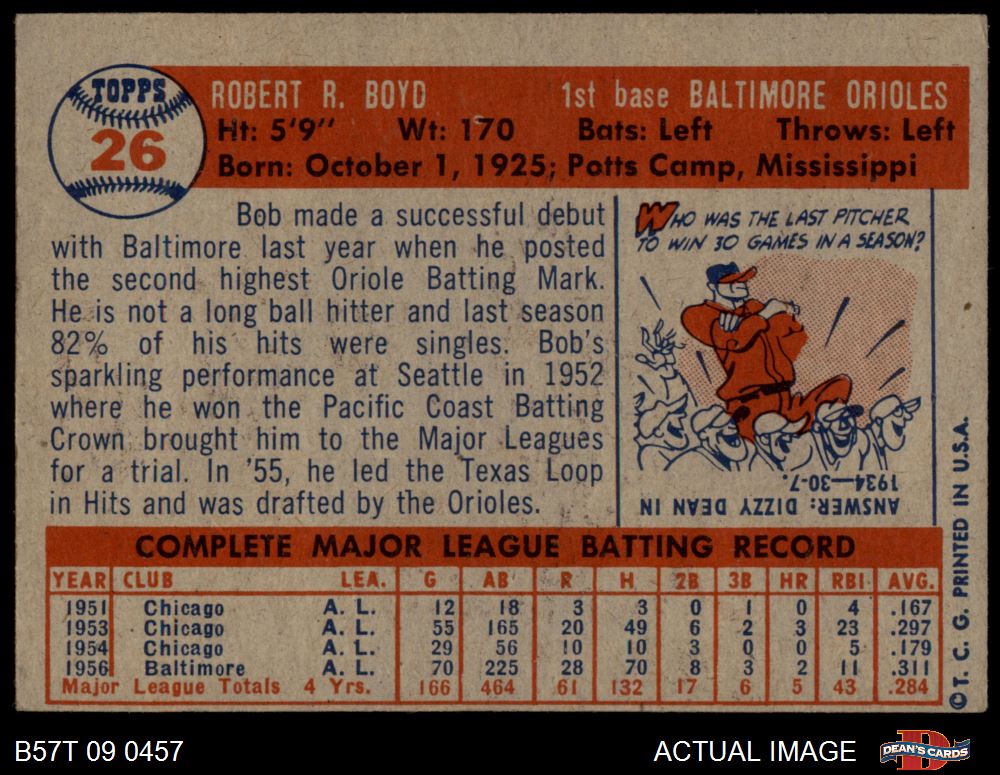 TOPPS
26
ROBERT R. BOYD 1st base BALTIMORE ORIOLES
Ht: 5'9" Wt: 170 Bats: Left Throws: Left
Born: October 1, 1925; Potts Camp, Mississippi
Bob made a successful debut
with Baltimore last year when he posted
the second highest Oriole Batting Mark.
He is not a long ball hitter and last season
82% of his hits were singles. Bob's
sparkling performance at Seattle in 1952
where he won the Pacific Coast Batting
Crown brought him to the Major Leagues
for a trial. In '55, he led the Texas Loop
in Hits and was drafted by the Orioles.
WHO WAS THE LAST PITCHER
TO WIN 30 GAMES IN A SEASON?
ANSWER: DIZZY DEAN IN
1934—30-7.
COMPLETE MAJOR LEAGUE BATTING RECORD
YEAR CLUB LEA. G AB R H 2B 3B HR RBI AVG.
1951 Chicago A. L. 12 18 3 3 0 1 0 4 .167
1953 Chicago A. L. 55 165 20 49 6 2 3 23 .297
1954 Chicago A. L. 29 56 10 10 3 0 0 5 .179
1956 Baltimore A. L. 70 225 28 70 8 3 2 11 .311
Major League Totals 4 Yrs. 166 464 61 132 17 6 5 43 .284
©T. C. G. PRINTED IN U.S.A.
B57T 09 0457 ACTUAL IMAGE DEAN'S CARDS